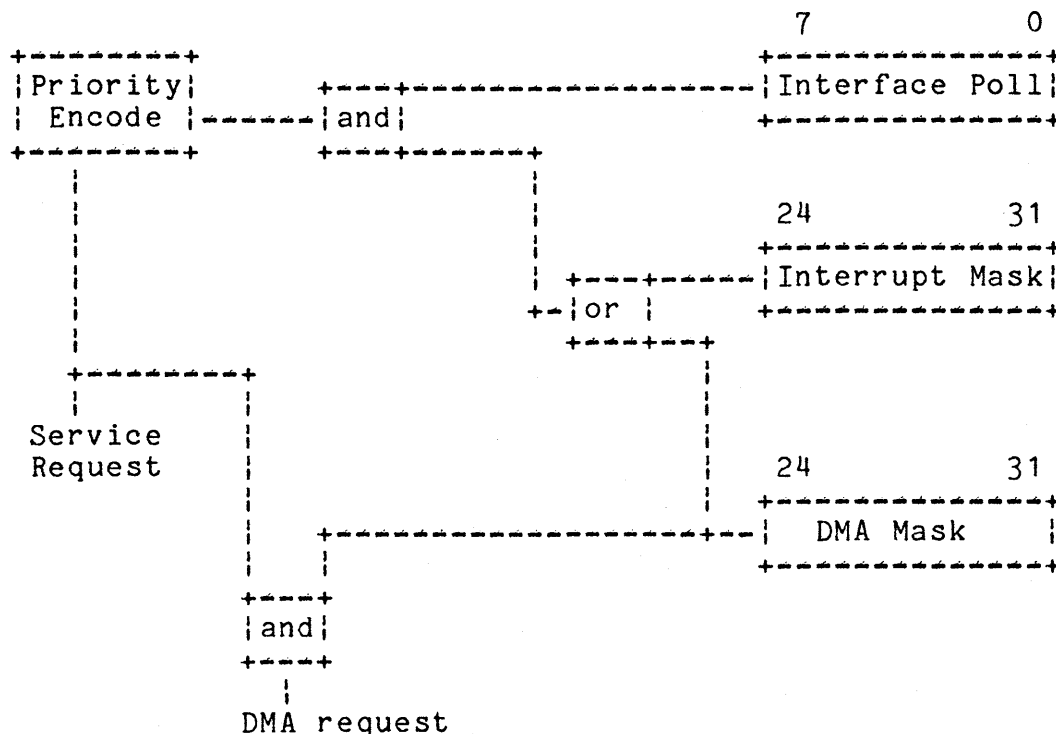 7 0
Priority
Encode
and
Interface Poll
24 31
Interrupt Mask
or
Service
Request
24 31
DMA Mask
and
DMA request